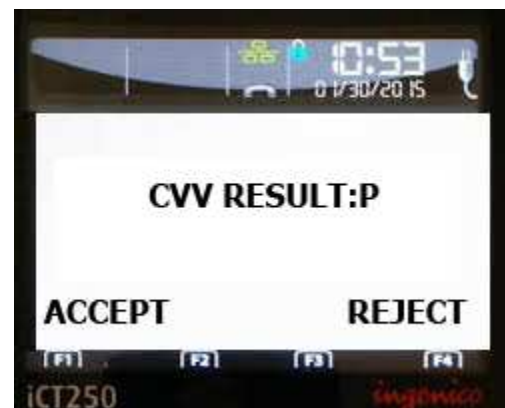 10:53
01/30/2015
CVV RESULT:P
ACCEPT REJECT
F1 F2 F3 F4
iCT250 ingenico